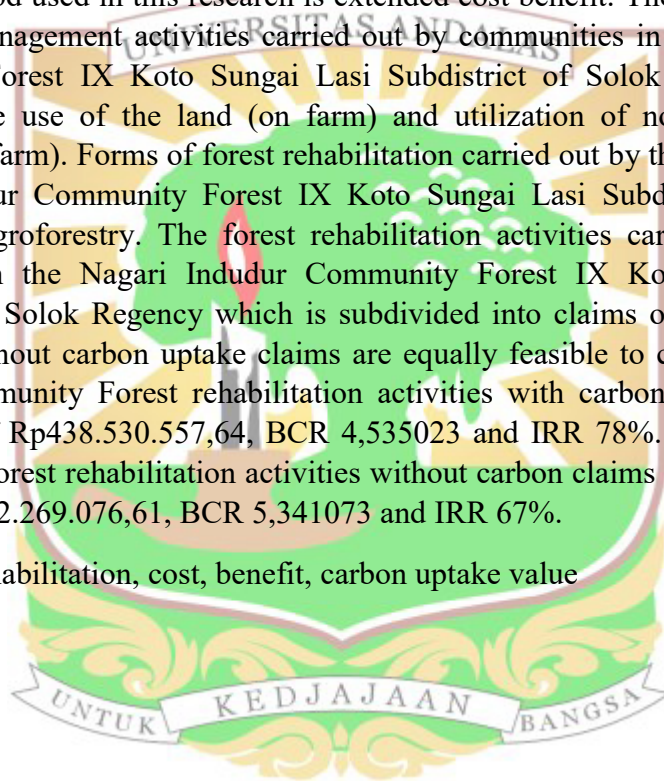 od used in this research is extended cost benefit. The
UNIVERSITAS ANDALAS
nagement activities carried out by communities in
Forest IX Koto Sungai Lasi Subdistrict of Solok
e use of the land (on farm) and utilization of no
farm). Forms of forest rehabilitation carried out by th
ur Community Forest IX Koto Sungai Lasi Subd
groforestry. The forest rehabilitation activities car
n the Nagari Indudur Community Forest IX Ko
Solok Regency which is subdivided into claims o
hout carbon uptake claims are equally feasible to c
munity Forest rehabilitation activities with carbon
Rp438.530.557,64, BCR 4,535023 and IRR 78%.
forest rehabilitation activities without carbon claims
2.269.076,61, BCR 5,341073 and IRR 67%.
habilitation, cost, benefit, carbon uptake value
UNTUK KEDJAJAAN BANGSA